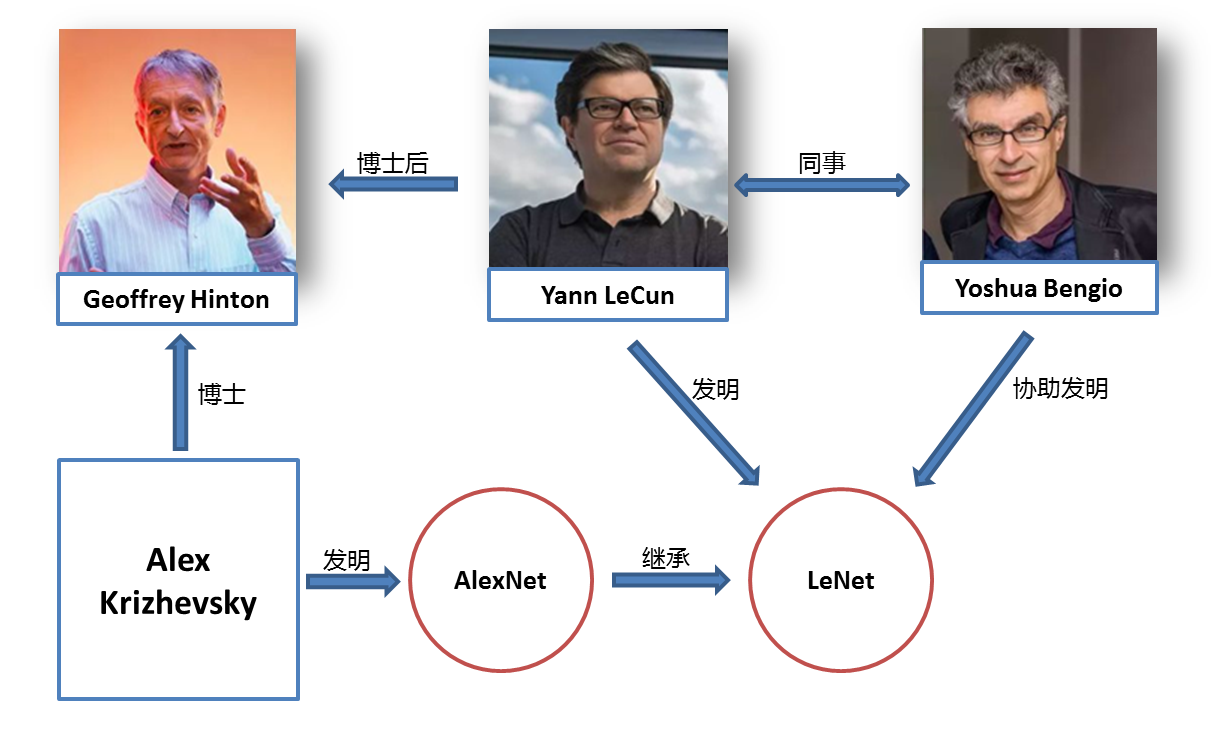 博士后
同事
Geoffrey Hinton
Yann LeCun
Yoshua Bengio
博士
发明
协助发明
Alex
Krizhevsky
发明
AlexNet
继承
LeNet